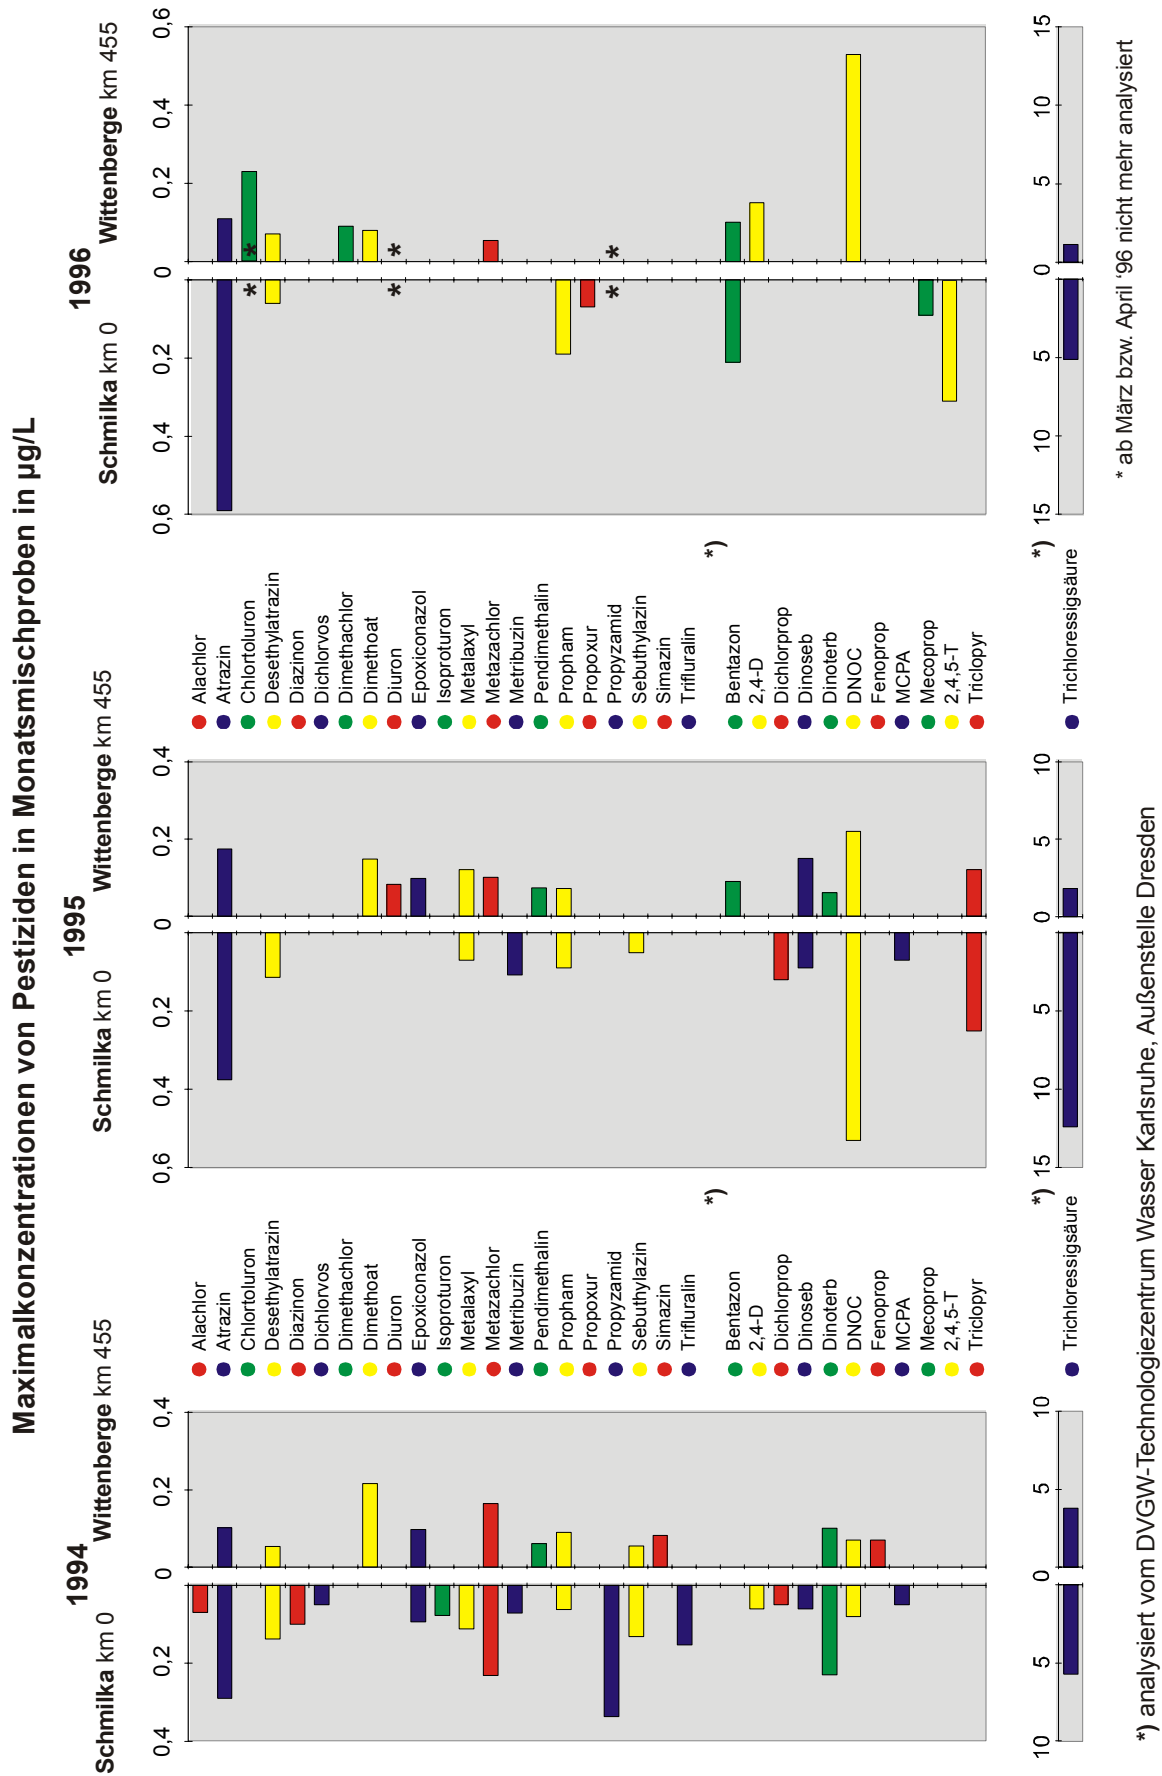 Maximalkonzentrationen von Pestiziden in Monatsmischproben in µg/L
1994
Schmilka km 0
Wittenberge km 455
0,4
0,2
0
0,2
0,4
Alachlor
Atrazin
Chlortoluron
Desethylatrazin
Diazinon
Dichlorvos
Dimethachlor
Dimethoat
Diuron
Epoxiconazol
Isoproturon
Metalaxyl
Metazachlor
Metribuzin
Pendimethalin
Propham
Propoxur
Propyzamid
Sebuthylazin
Simazin
Trifluralin
*)
Bentazon
2,4-D
Dichlorprop
Dinoseb
Dinoterb
DNOC
Fenoprop
MCPA
Mecoprop
2,4,5-T
Triclopyr
10
5
0
5
10
*)
Trichloressigsäure
1995
Schmilka km 0
Wittenberge km 455
0,6
0,4
0,2
0
0,2
0,4
Alachlor
Atrazin
Chlortoluron
Desethylatrazin
Diazinon
Dichlorvos
Dimethachlor
Dimethoat
Diuron
Epoxiconazol
Isoproturon
Metalaxyl
Metazachlor
Metribuzin
Pendimethalin
Propham
Propoxur
Propyzamid
Sebuthylazin
Simazin
Trifluralin
*)
Bentazon
2,4-D
Dichlorprop
Dinoseb
Dinoterb
DNOC
Fenoprop
MCPA
Mecoprop
2,4,5-T
Triclopyr
15
10
5
0
5
10
*)
Trichloressigsäure
1996
Schmilka km 0
Wittenberge km 455
0,6
0,4
0,2
0
0,2
0,4
0,6
* *
* *
* *
15
10
5
0
5
10
15
* ab März bzw. April '96 nicht mehr analysiert
*) analysiert vom DVGW-Technologiezentrum Wasser Karlsruhe, Außenstelle Dresden